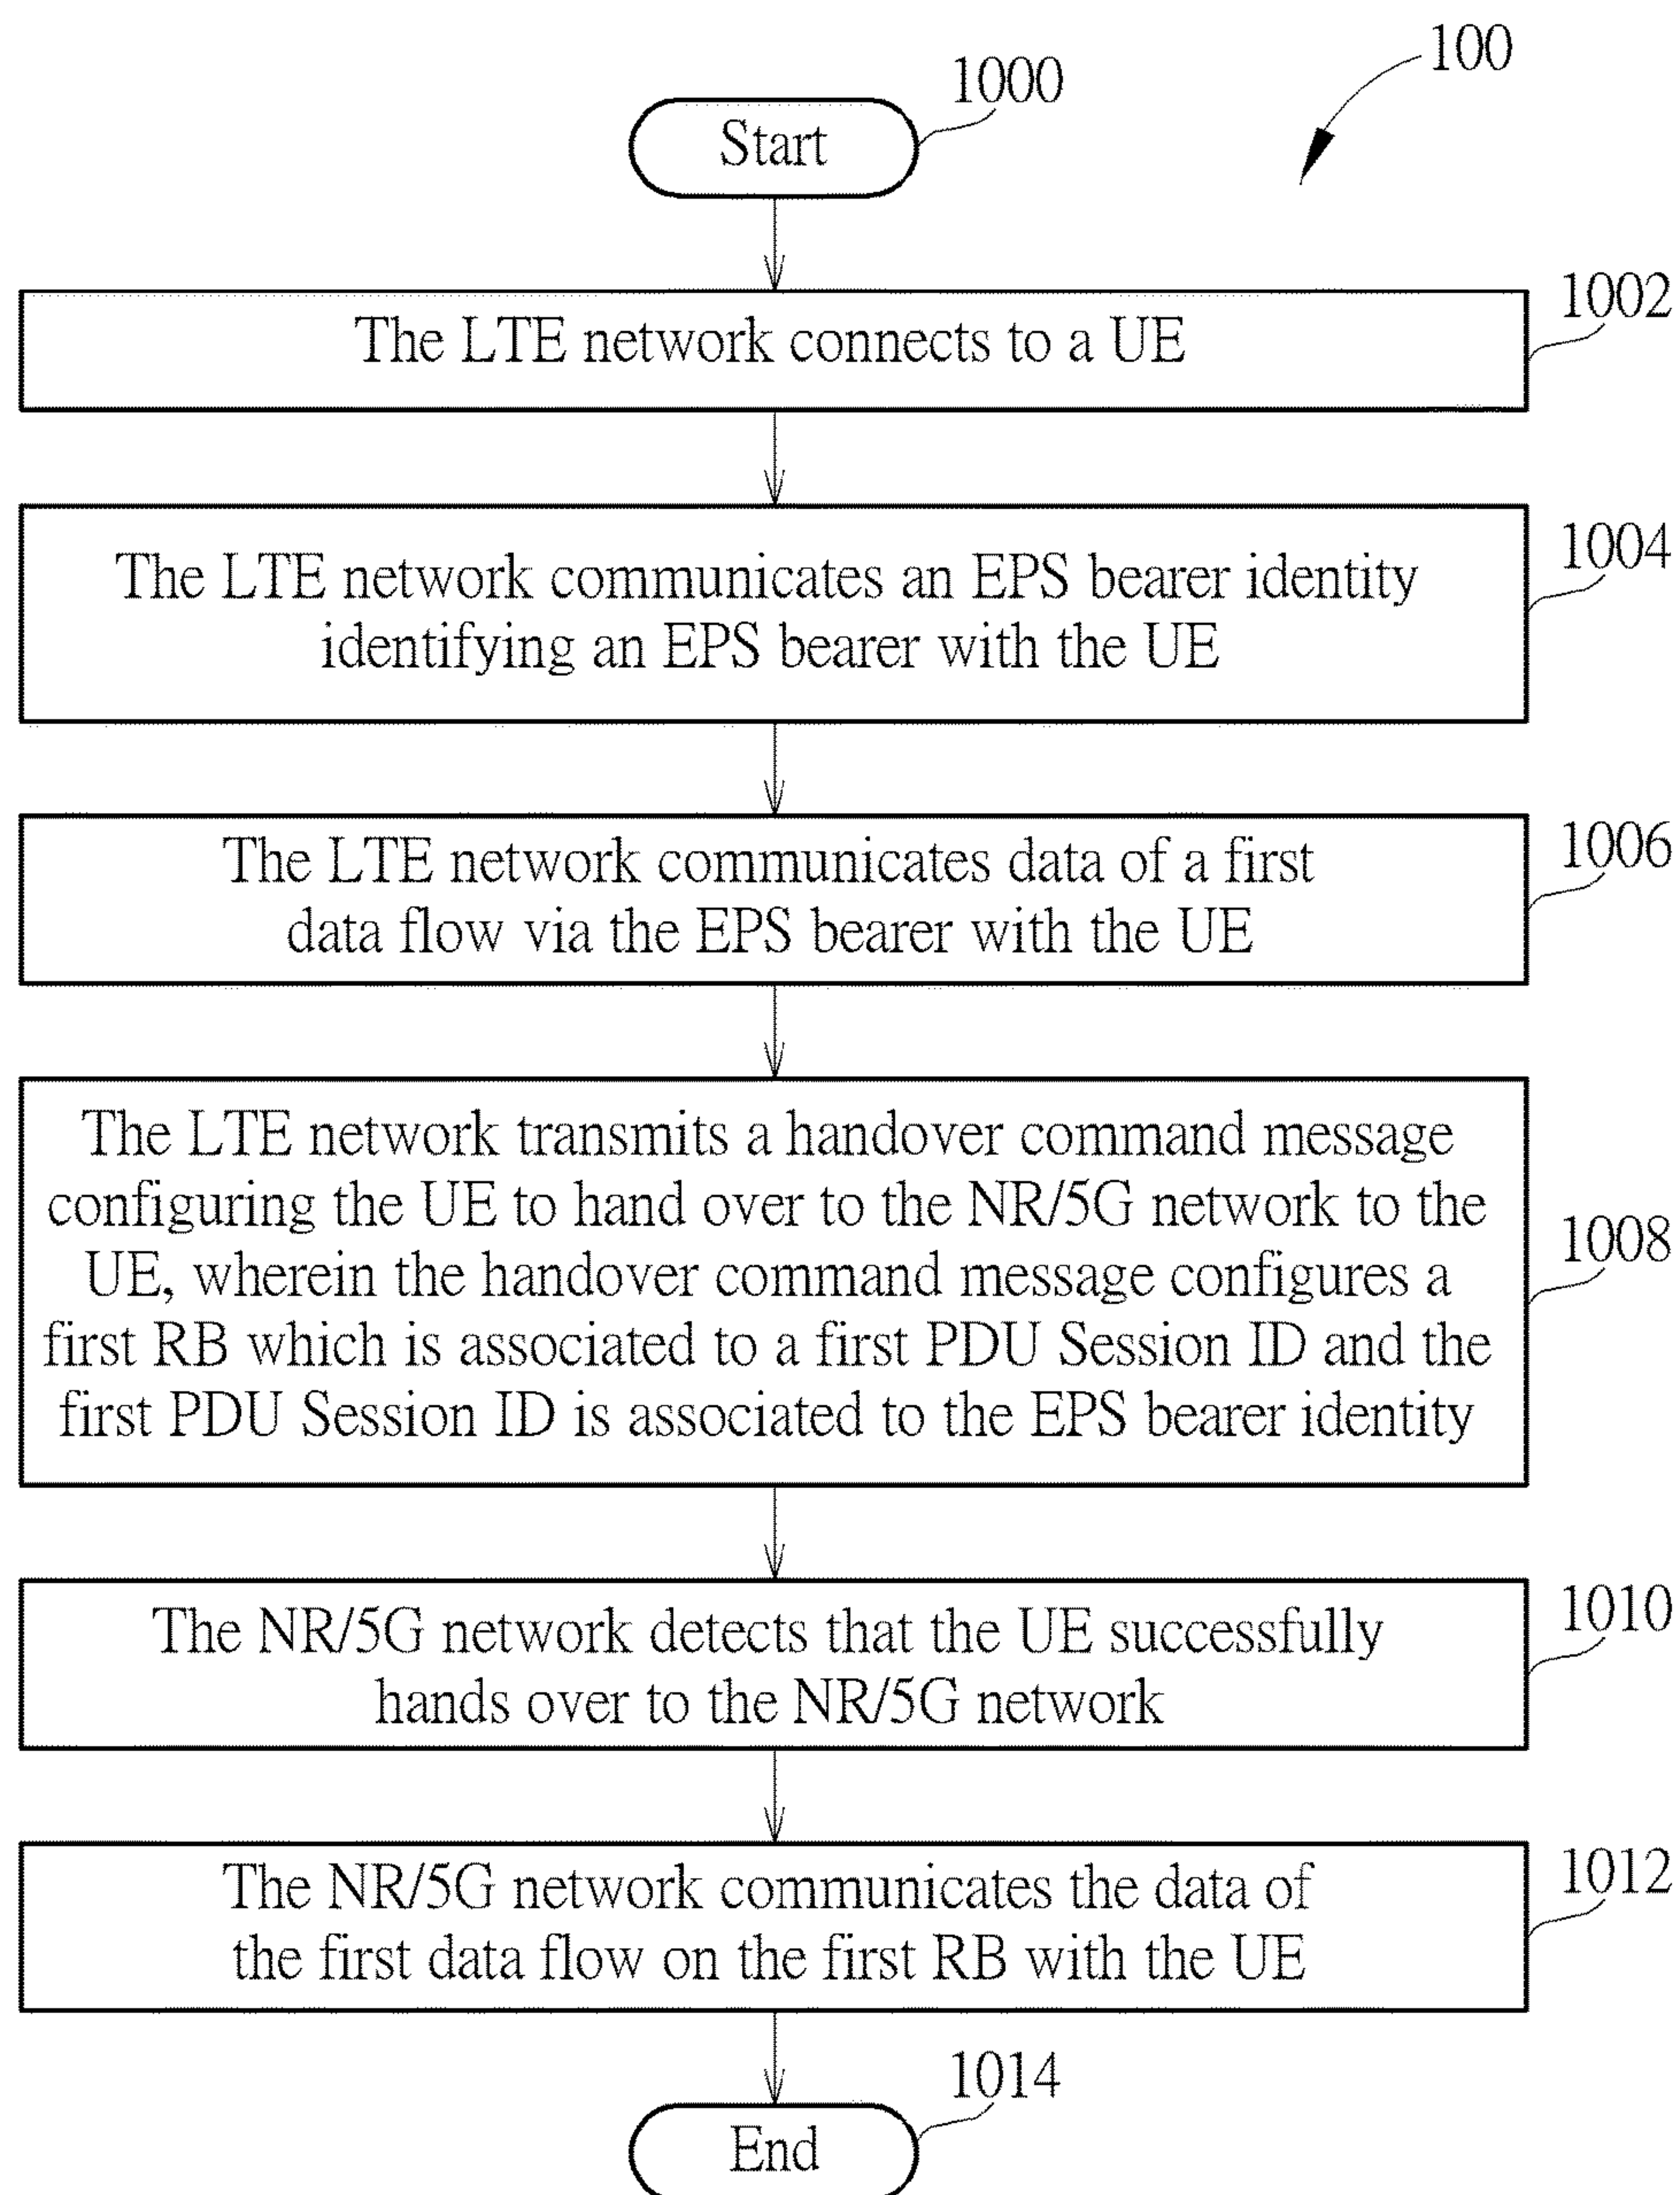 100
1000
Start
1002
The LTE network connects to a UE
1004
The LTE network communicates an EPS bearer identity
identifying an EPS bearer with the UE
1006
The LTE network communicates data of a first
data flow via the EPS bearer with the UE
The LTE network transmits a handover command message
configuring the UE to hand over to the NR/5G network to the
UE, wherein the handover command message configures a
first RB which is associated to a first PDU Session ID and the
first PDU Session ID is associated to the EPS bearer identity
1008
1010
The NR/5G network detects that the UE successfully
hands over to the NR/5G network
1012
The NR/5G network communicates the data of
the first data flow on the first RB with the UE
1014
End